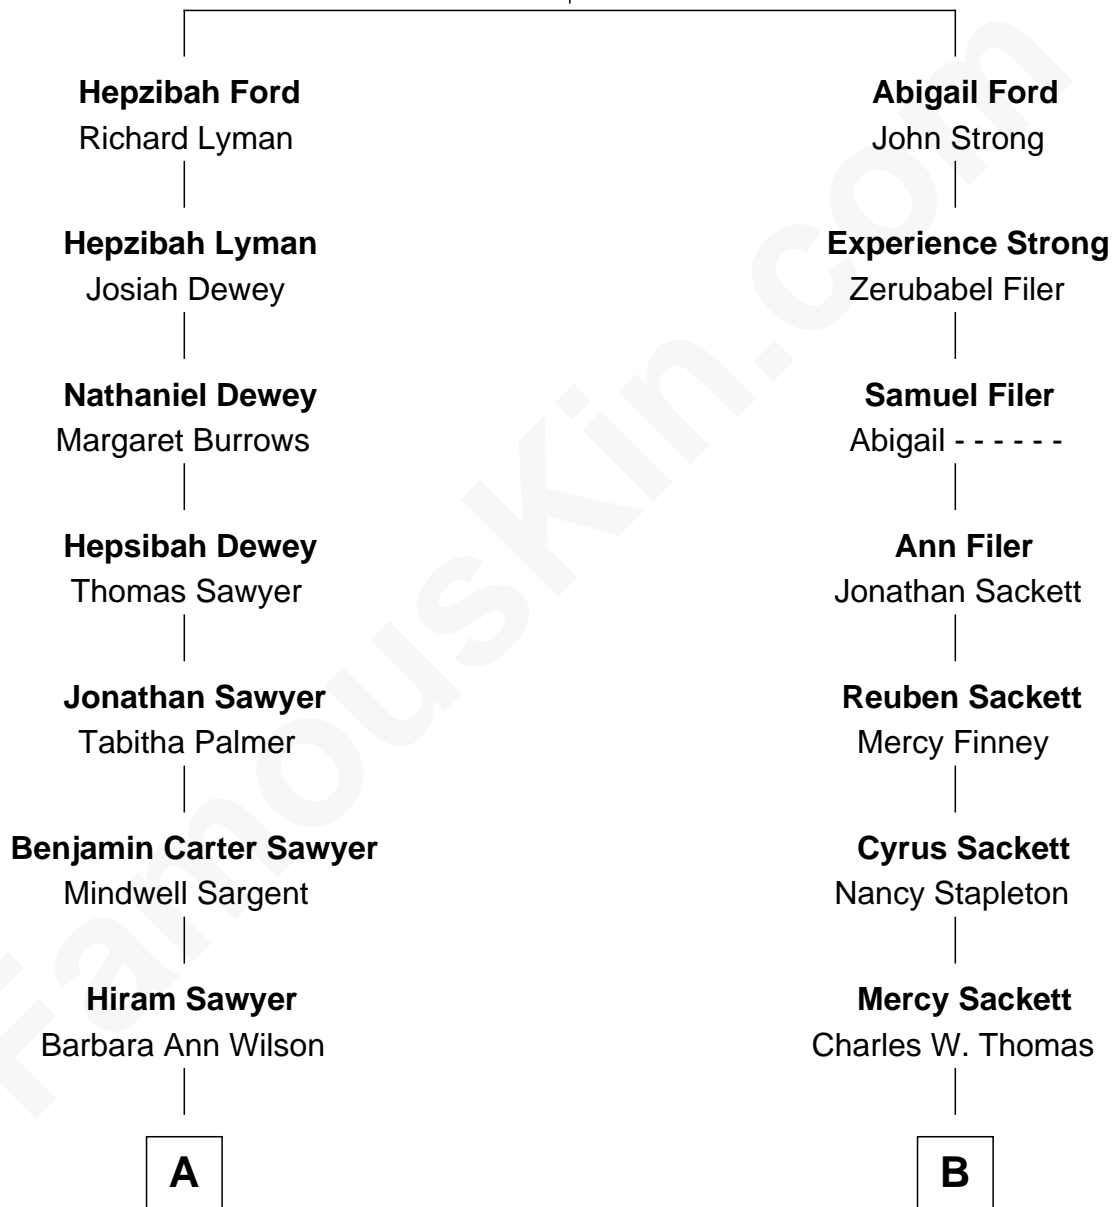 Hepzibah Ford
Richard Lyman
Hepzibah Lyman
Josiah Dewey
Nathaniel Dewey
Margaret Burrows
Hepsibah Dewey
Thomas Sawyer
Jonathan Sawyer
Tabitha Palmer
Benjamin Carter Sawyer
Mindwell Sargent
Hiram Sawyer
Barbara Ann Wilson
A
Abigail Ford
John Strong
Experience Strong
Zerubabel Filer
Samuel Filer
Abigail - - - - - -
Ann Filer
Jonathan Sackett
Reuben Sackett
Mercy Finney
Cyrus Sackett
Nancy Stapleton
Mercy Sackett
Charles W. Thomas
B
FamousKin.com